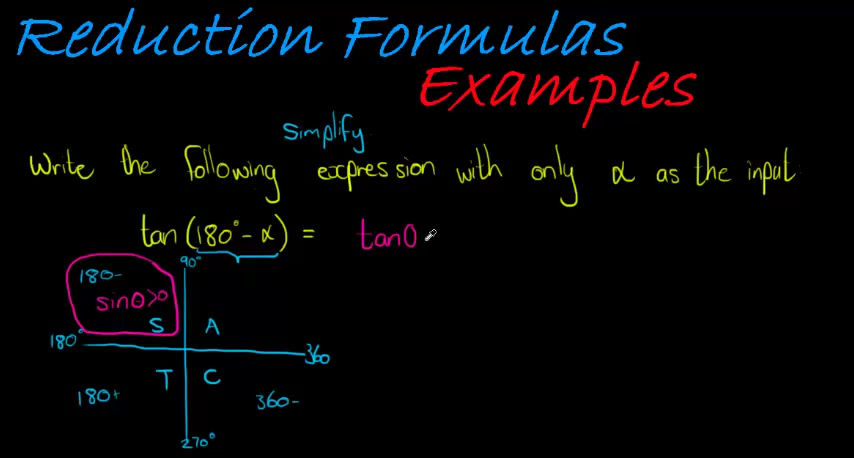 Reduction Formulas
Examples
simplify
Write the following expression with only α as the input
tan(180° - α) = tanθ
90°
180-
sinθ>0
S A
180° 360
T C
180+ 360-
270°